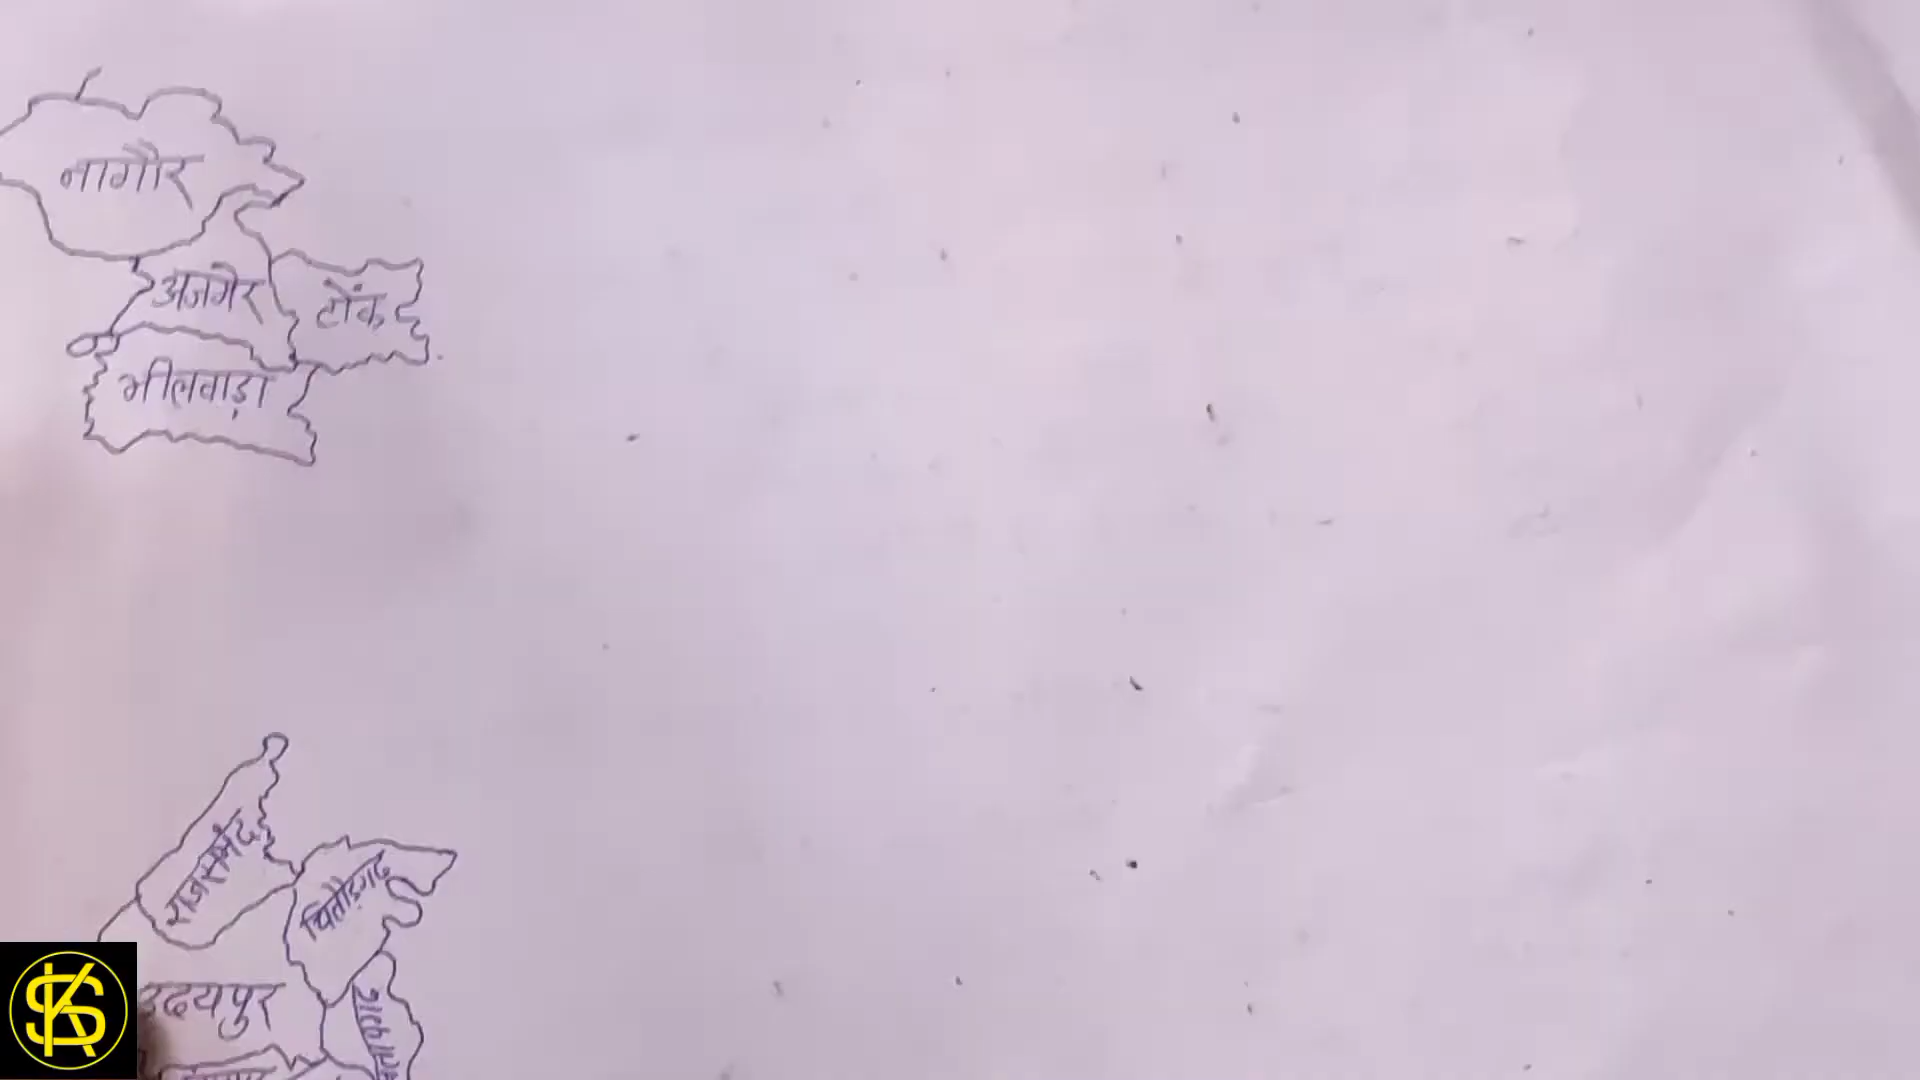 नागौर
अजमेर
टोंक
भीलवाड़ा
राजसमंद
चितौड़गढ
उदयपुर